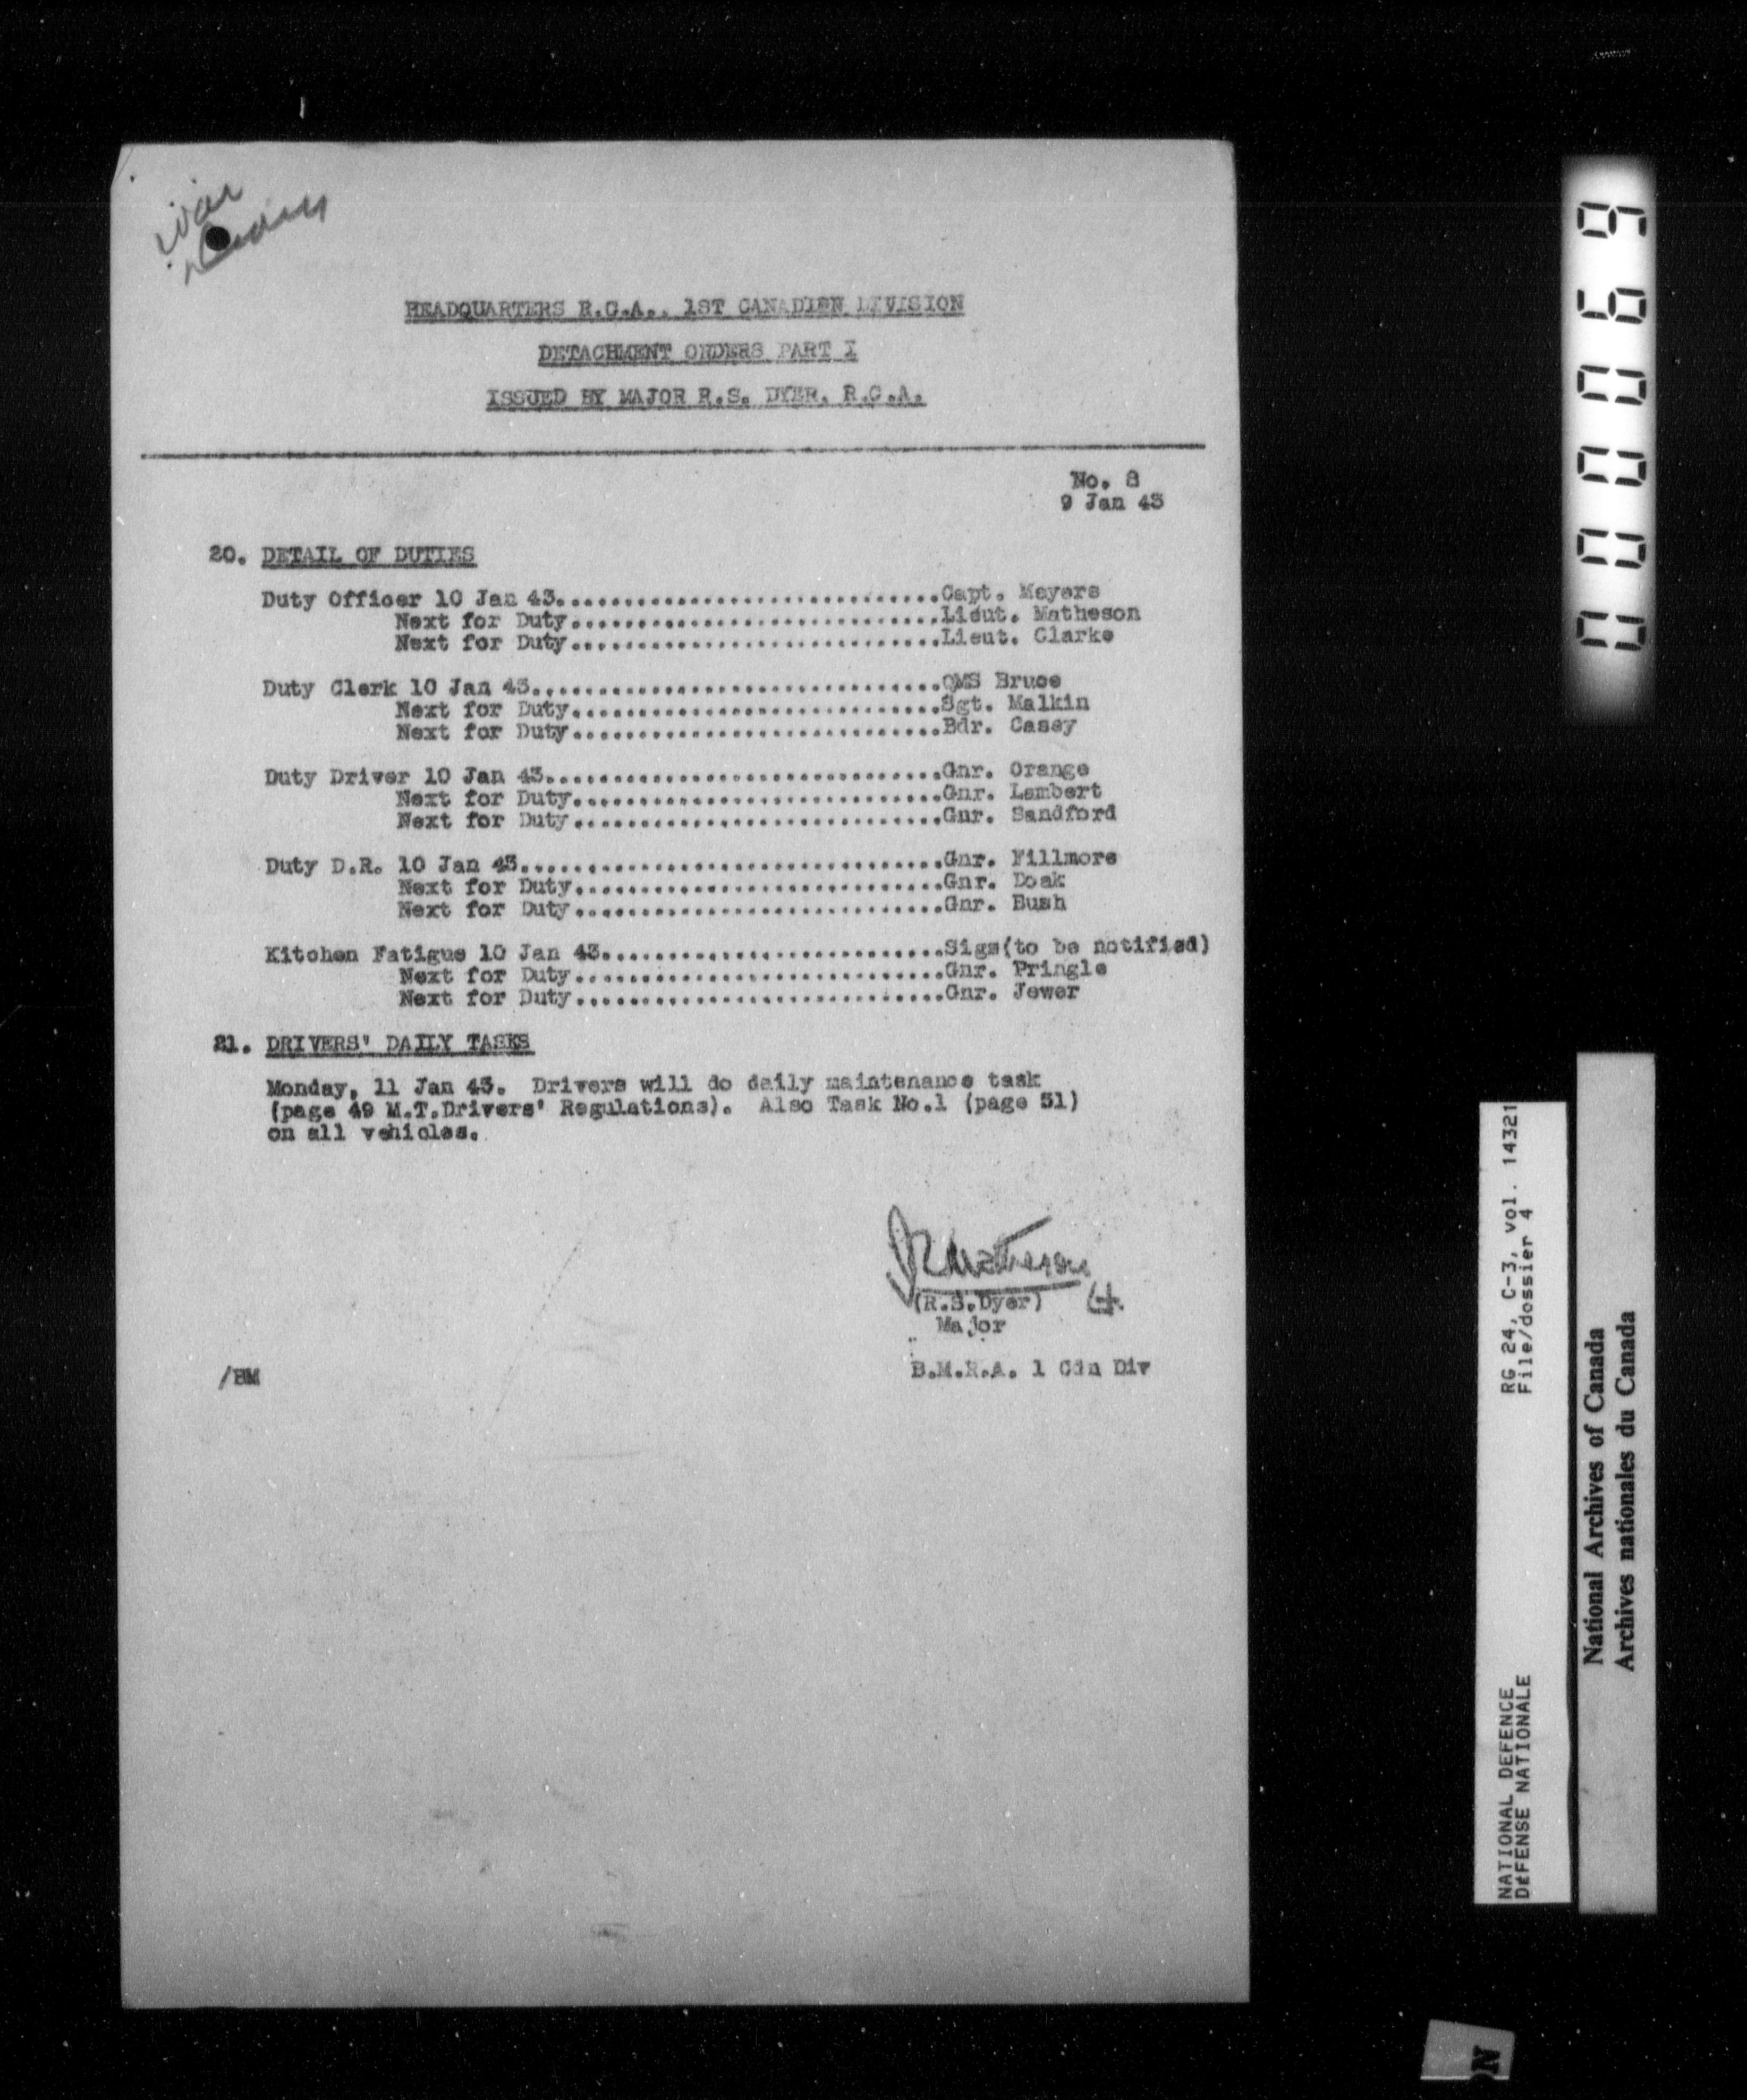 War
Diary
HEADQUARTERS R.C.A., 1ST CANADIEN DIVISION
DETACHMENT ORDERS PART I
ISSUED BY MAJOR R.S. DYER, R.C.A.
No. 8
9 Jan 43
20. DETAIL OF DUTIES
Duty Officer 10 Jan 43..............................Capt. Meyers
Next for Duty.............................Lieut. Matheson
Next for Duty.............................Lieut. Clarke
Duty Clerk 10 Jan 43................................QMS Bruce
Next for Duty.............................Sgt. Malkin
Next for Duty.............................Bdr. Casey
Duty Driver 10 Jan 43...............................Gnr. Orange
Next for Duty.............................Gnr. Lambert
Next for Duty.............................Gnr. Sandford
Duty D.R. 10 Jan 43.................................Gnr. Fillmore
Next for Duty.............................Gnr. Doak
Next for Duty.............................Gnr. Bush
Kitchen Fatigue 10 Jan 43...........................Sigs(to be notified)
Next for Duty.............................Gnr. Pringle
Next for Duty.............................Gnr. Jewer
21. DRIVERS' DAILY TASKS
Monday, 11 Jan 43. Drivers will do daily maintenance task
(page 49 M.T.Drivers' Regulations). Also Task No.1 (page 51)
on all vehicles.
JRMatheson
(R.S.Dyer) Lt.
Major
B.M.R.A. 1 Cdn Div
/BM
000069
RG 24, C-3, vol. 14321
File/dossier 4
NATIONAL DEFENCE
DÉFENSE NATIONALE
National Archives of Canada
Archives nationales du Canada